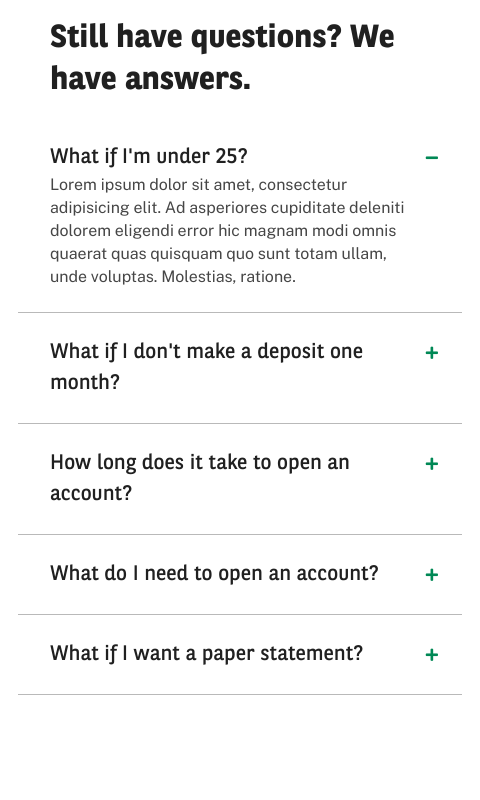 Still have questions? We
have answers.
What if I'm under 25?
Lorem ipsum dolor sit amet, consectetur
adipisicing elit. Ad asperiores cupiditate deleniti
dolorem eligendi error hic magnam modi omnis
quaerat quas quisquam quo sunt totam ullam,
unde voluptas. Molestias, ratione.
What if I don't make a deposit one
month?
How long does it take to open an
account?
What do I need to open an account?
What if I want a paper statement?